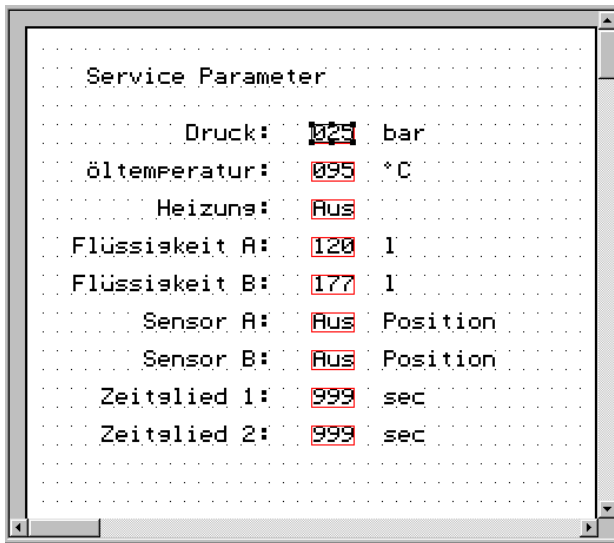 Service Parameter
Druck: 025 bar
öltemperatur: 095 °C
Heizung: Aus
Flüssigkeit A: 120 l
Flüssigkeit B: 177 l
Sensor A: Aus Position
Sensor B: Aus Position
Zeitglied 1: 999 sec
Zeitglied 2: 999 sec